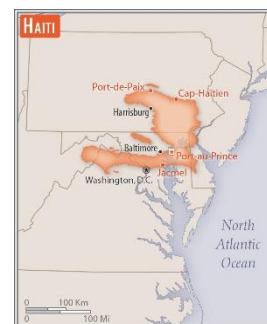 HAITI
Port-de-Paix
Cap-Haïtien
Harrisburg
Baltimore
Port-au-Prince
Jacmel
Washington, D.C.
North
Atlantic
Ocean
0 100 Km
0 100 Mi